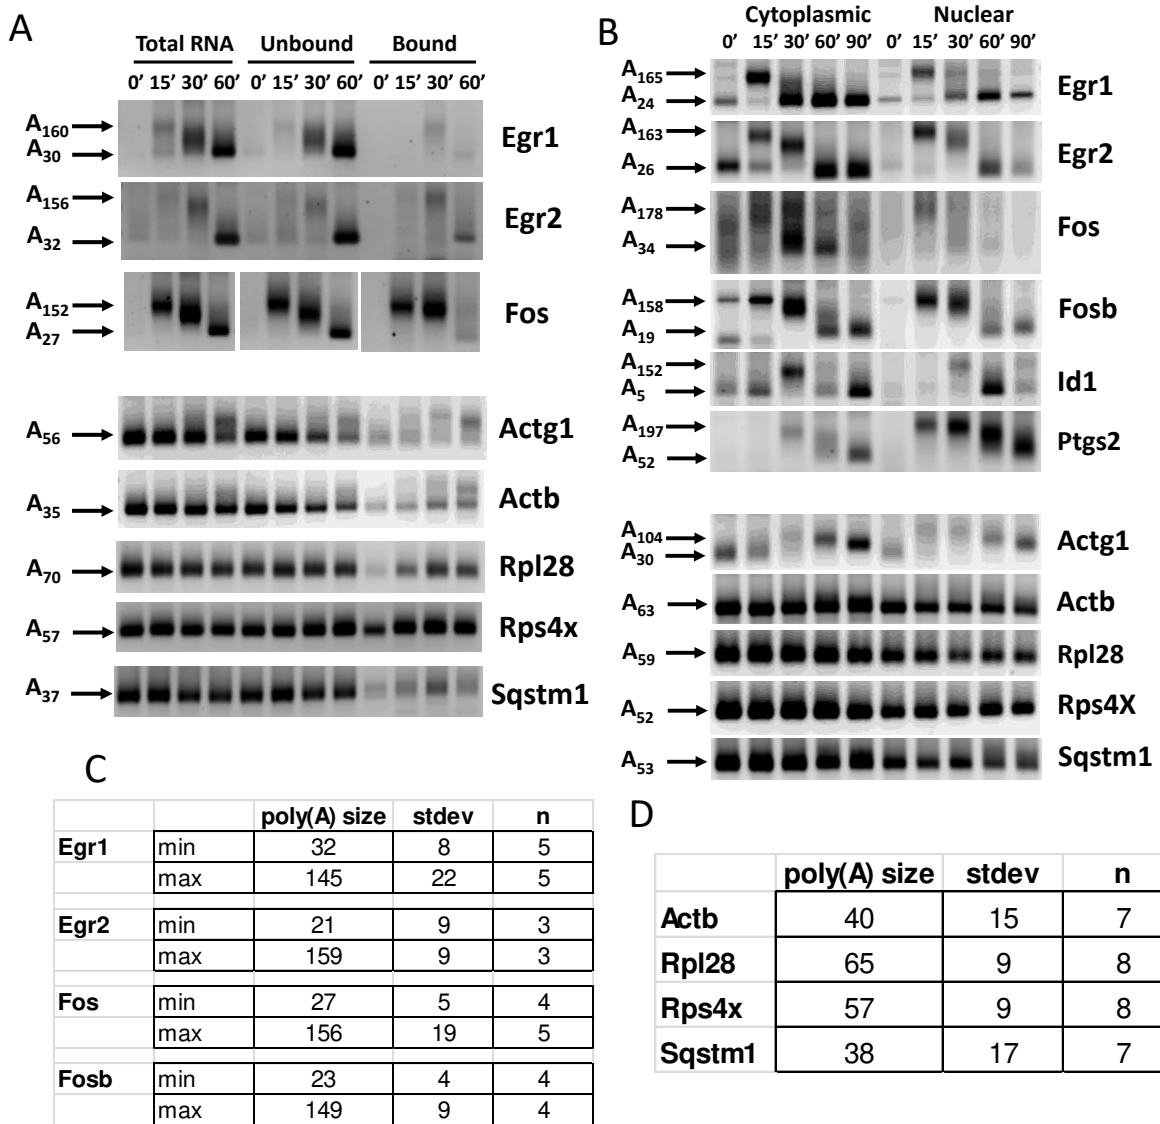 A
Total RNA Unbound Bound
0' 15' 30' 60' 0' 15' 30' 60' 0' 15' 30' 60'
A160
A30
Egr1
A156
A32
Egr2
A152
A27
Fos
A56
Actg1
A35
Actb
A70
Rpl28
A57
Rps4x
A37
Sqstm1
B
Cytoplasmic Nuclear
0' 15' 30' 60' 90' 0' 15' 30' 60' 90'
A165
A24
Egr1
A163
A26
Egr2
A178
A34
Fos
A158
A19
Fosb
A152
A5
Id1
A197
A52
Ptgs2
A104
A30
Actg1
A63
Actb
A59
Rpl28
A52
Rps4X
A53
Sqstm1
C
poly(A) size stdev n
Egr1 min 32 8 5
max 145 22 5
Egr2 min 21 9 3
max 159 9 3
Fos min 27 5 4
max 156 19 5
Fosb min 23 4 4
max 149 9 4
D
poly(A) size stdev n
Actb 40 15 7
Rpl28 65 9 8
Rps4x 57 9 8
Sqstm1 38 17 7